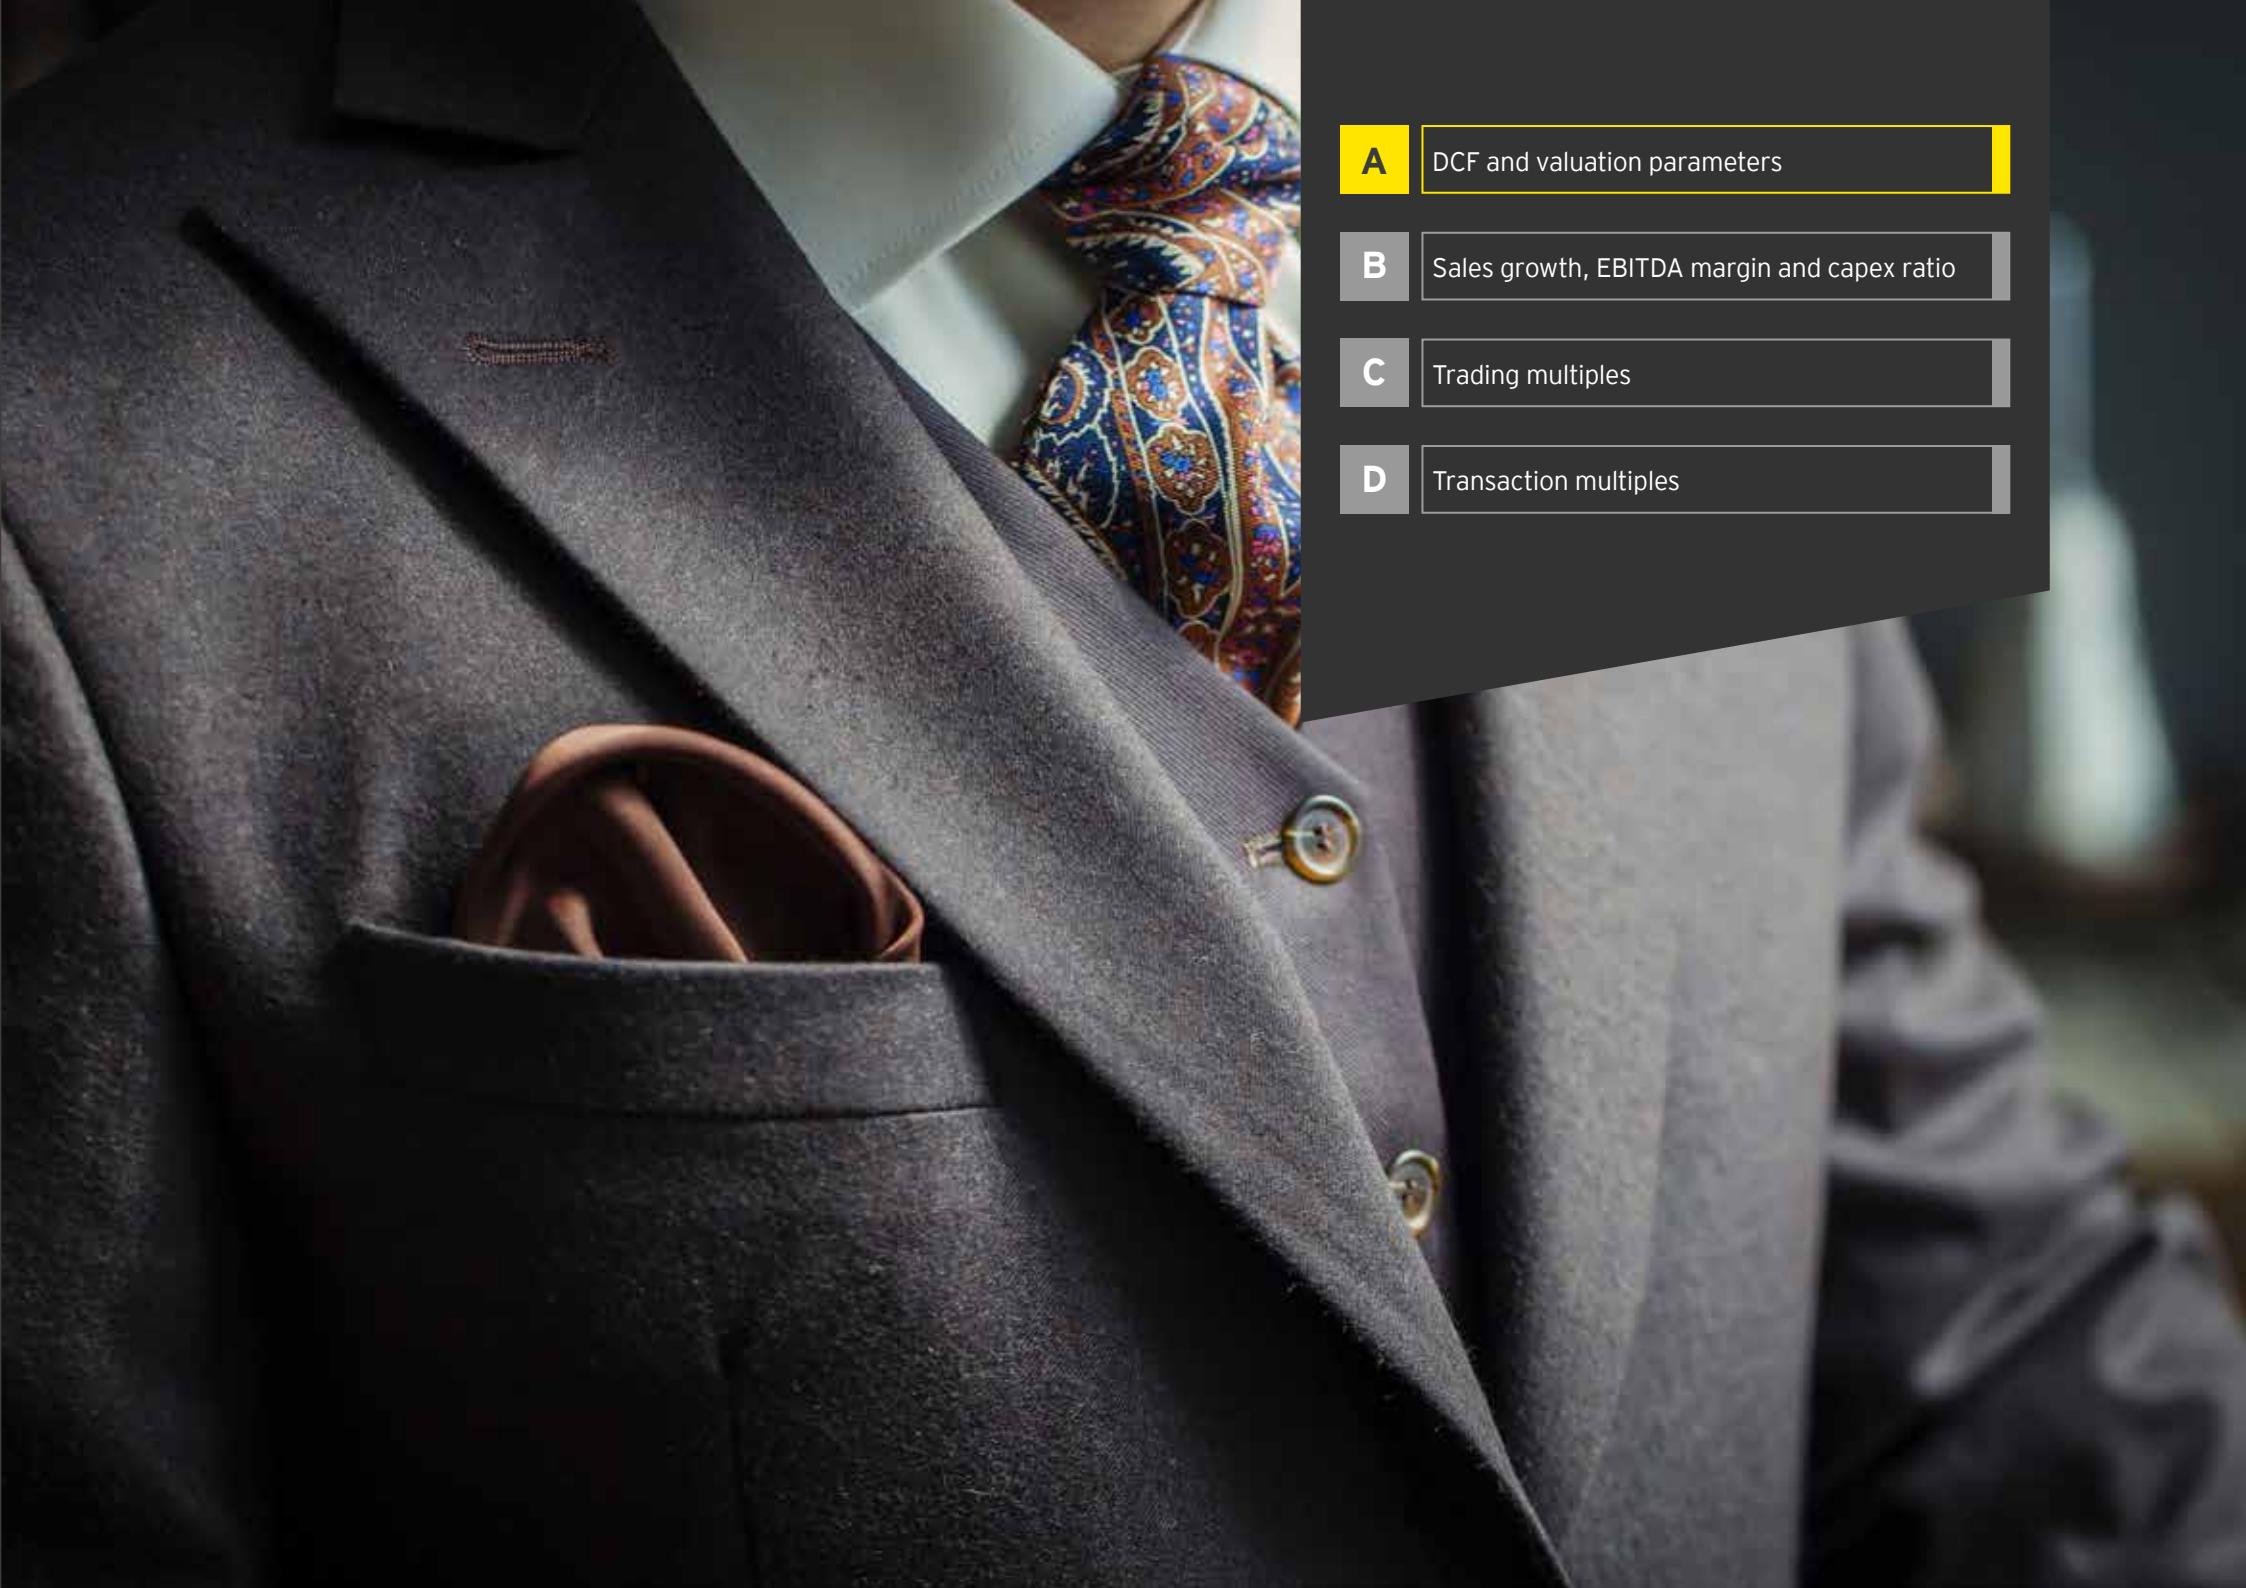 A DCF and valuation parameters
B Sales growth, EBITDA margin and capex ratio
C Trading multiples
D Transaction multiples